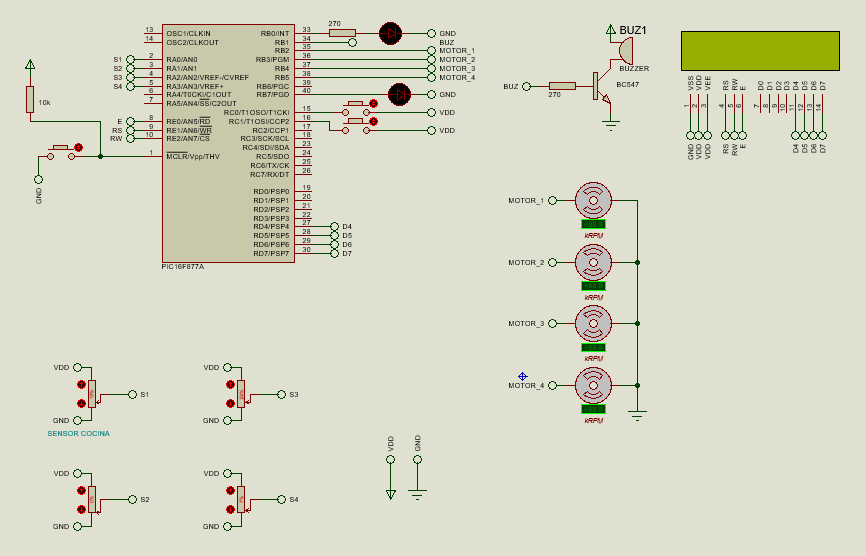 13 OSC1/CLKIN RB0/INT 33 270 GND
14 OSC2/CLKOUT RB1 34 BUZ
RB2 35 MOTOR_1
S1 2 RA0/AN0 RB3/PGM 36 MOTOR_2
S2 3 RA1/AN1 RB4 37 MOTOR_3
S3 4 RA2/AN2/VREF-/CVREF RB5 38 MOTOR_4
S4 5 RA3/AN3/VREF+ RB6/PGC 39
6 RA4/T0CKI/C1OUT RB7/PGD 40 GND
7 RA5/AN4/SS/C2OUT
10k
RC0/T1OSO/T1CKI 15 VDD
E 8 RE0/AN5/RD RC1/T1OSI/CCP2 16
RS 9 RE1/AN6/WR RC2/CCP1 17 VDD
RW 10 RE2/AN7/CS RC3/SCK/SCL 18
RC4/SDI/SDA 23
1 MCLR/Vpp/THV RC5/SDO 24
RC6/TX/CK 25
RC7/RX/DT 26
GND
RD0/PSP0 19
RD1/PSP1 20
RD2/PSP2 21
RD3/PSP3 22
RD4/PSP4 27 D4
RD5/PSP5 28 D5
RD6/PSP6 29 D6
RD7/PSP7 30 D7
PIC16F877A
BUZ1
BUZZER
BUZ 270 BC547
VSS VDD VEE RS RW E D0 D1 D2 D3 D4 D5 D6 D7
1 2 3 4 5 6 7 8 9 10 11 12 13 14
GND VDD VDD RS RW E D4 D5 D6 D7
MOTOR_1
kRPM
MOTOR_2
kRPM
MOTOR_3
kRPM
MOTOR_4
kRPM
VDD
S1
GND
SENSOR COCINA
VDD
S3
GND
VDD
S2
GND
VDD
S4
GND
VDD GND